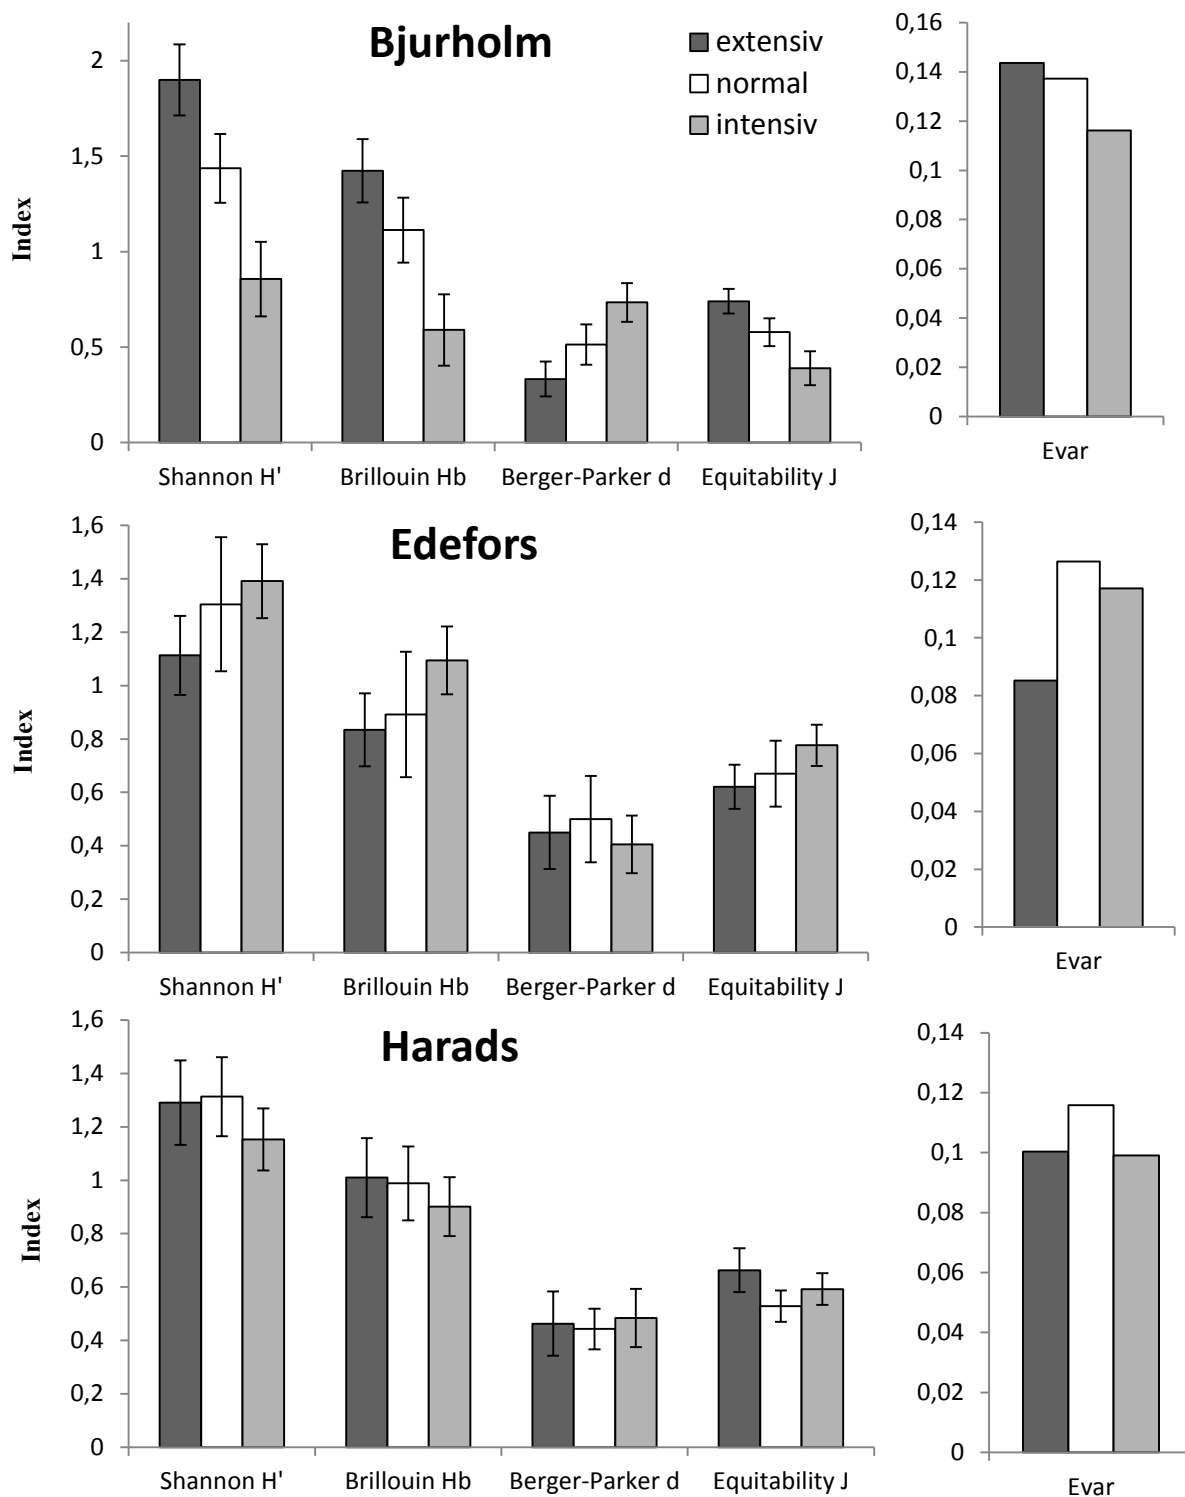 Bjurholm
extensiv
normal
intensiv
Index
2
1,5
1
0,5
0
Shannon H'
Brillouin Hb
Berger-Parker d
Equitability J
0,16
0,14
0,12
0,1
0,08
0,06
0,04
0,02
0
Evar
Edefors
Index
1,6
1,4
1,2
1
0,8
0,6
0,4
0,2
0
Shannon H'
Brillouin Hb
Berger-Parker d
Equitability J
0,14
0,12
0,1
0,08
0,06
0,04
0,02
0
Evar
Harads
Index
1,6
1,4
1,2
1
0,8
0,6
0,4
0,2
0
Shannon H'
Brillouin Hb
Berger-Parker d
Equitability J
0,14
0,12
0,1
0,08
0,06
0,04
0,02
0
Evar